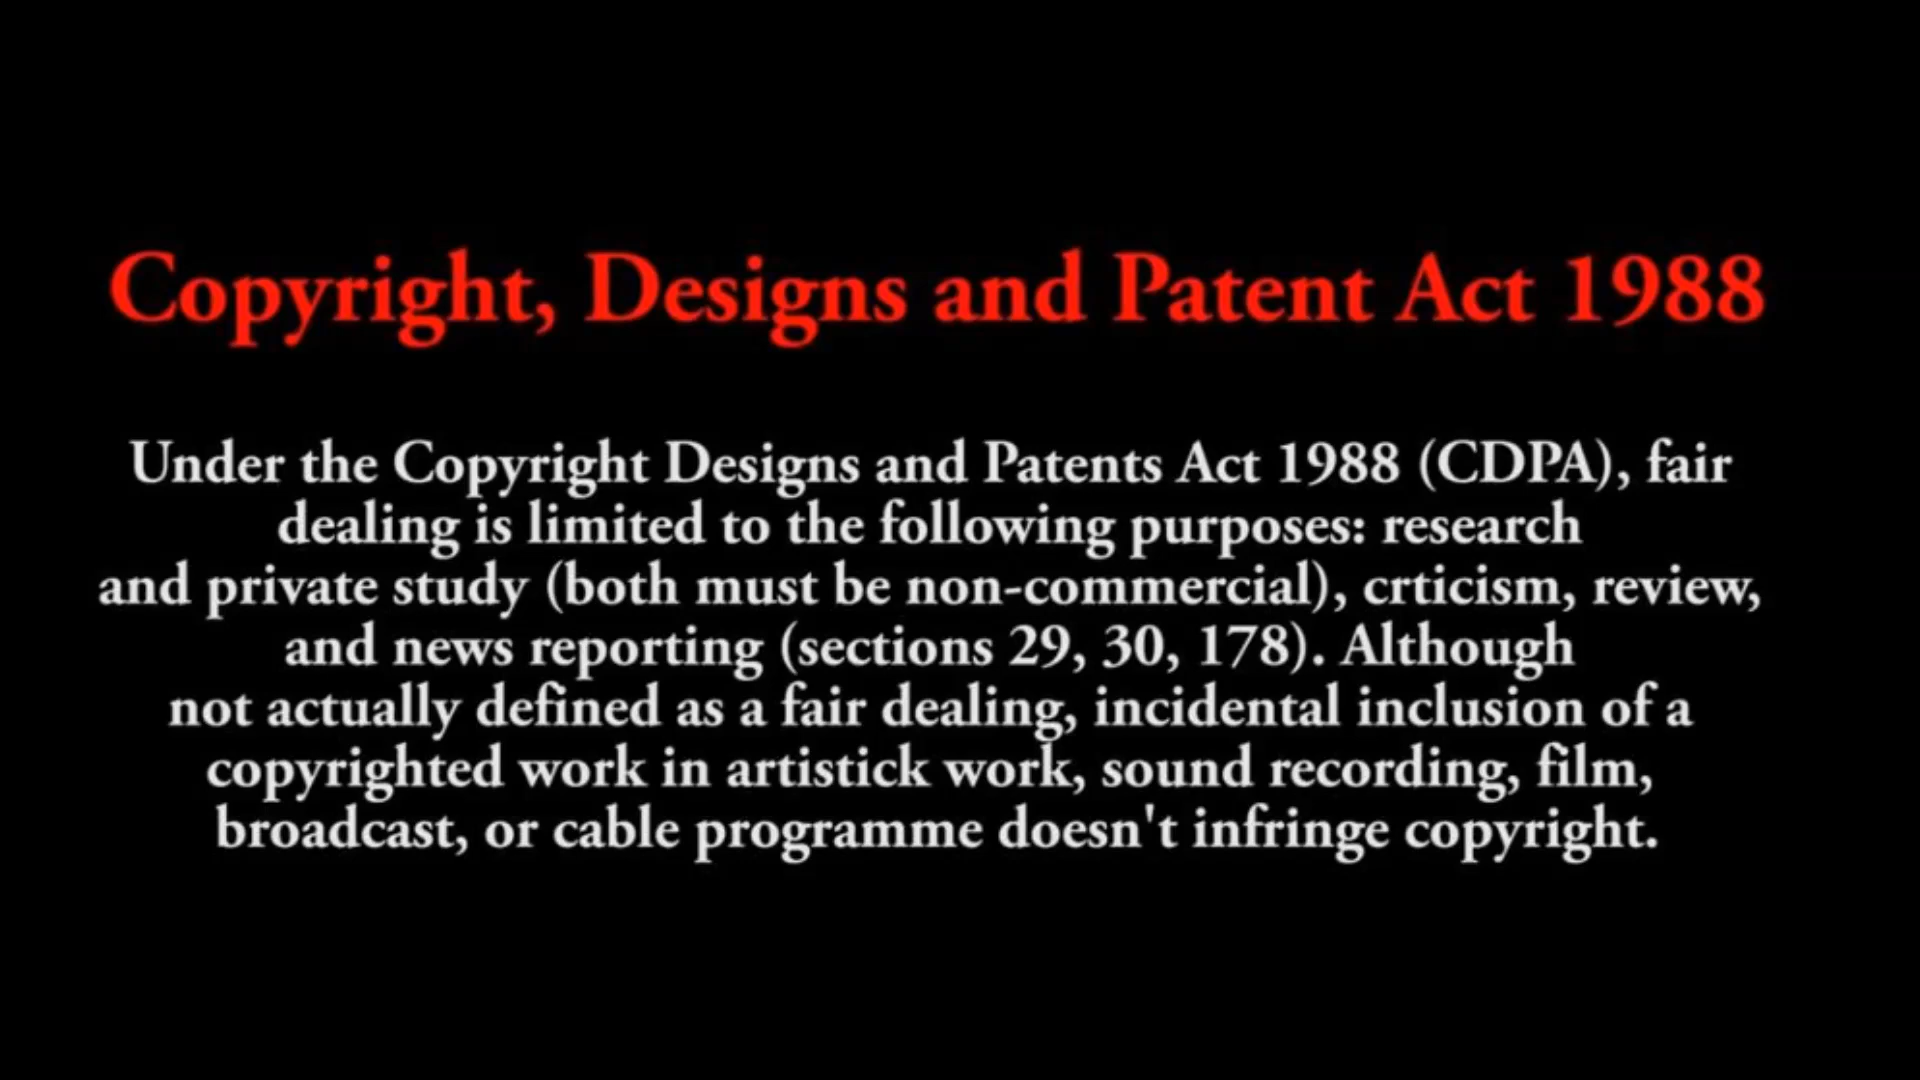 Copyright, Designs and Patent Act 1988
Under the Copyright Designs and Patents Act 1988 (CDPA), fair
dealing is limited to the following purposes: research
and private study (both must be non-commercial), crticism, review,
and news reporting (sections 29, 30, 178). Although
not actually defined as a fair dealing, incidental inclusion of a
copyrighted work in artistick work, sound recording, film,
broadcast, or cable programme doesn't infringe copyright.